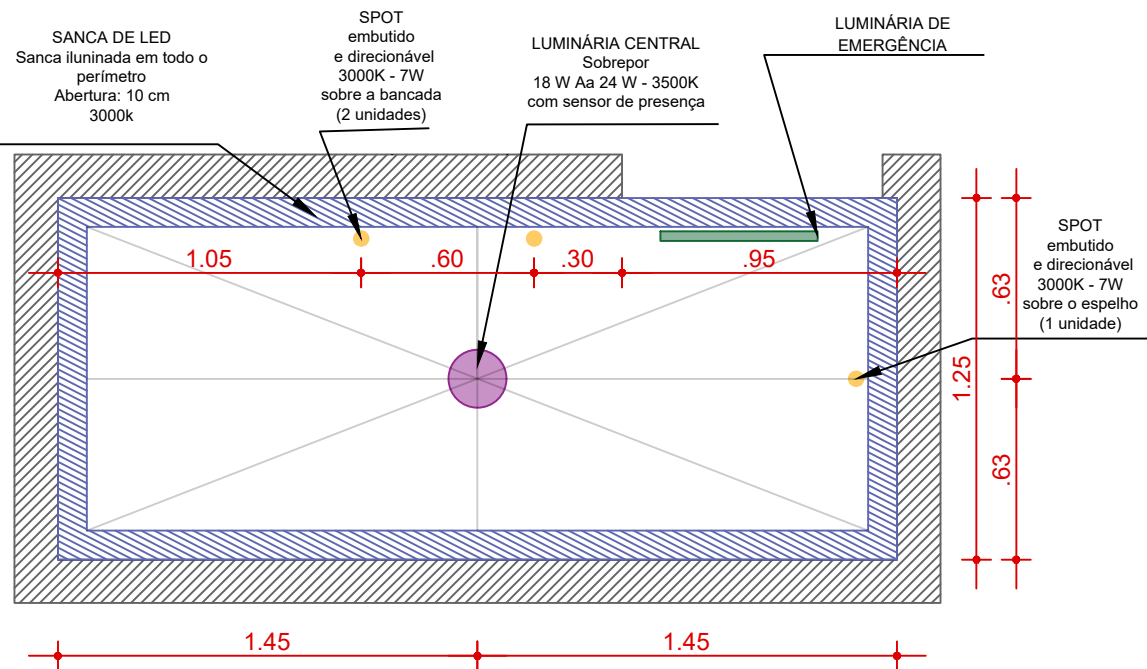 SANCA DE LED
Sanca iluninada em todo o
perímetro
Abertura: 10 cm
3000k
SPOT
embutido
e direcionável
3000K - 7W
sobre a bancada
(2 unidades)
LUMINÁRIA CENTRAL
Sobrepor
18 W Aa 24 W - 3500K
com sensor de presença
LUMINÁRIA DE
EMERGÊNCIA
SPOT
embutido
e direcionável
3000K - 7W
sobre o espelho
(1 unidade)
1.05
.60
.30
.95
.63
1.25
.63
1.45
1.45